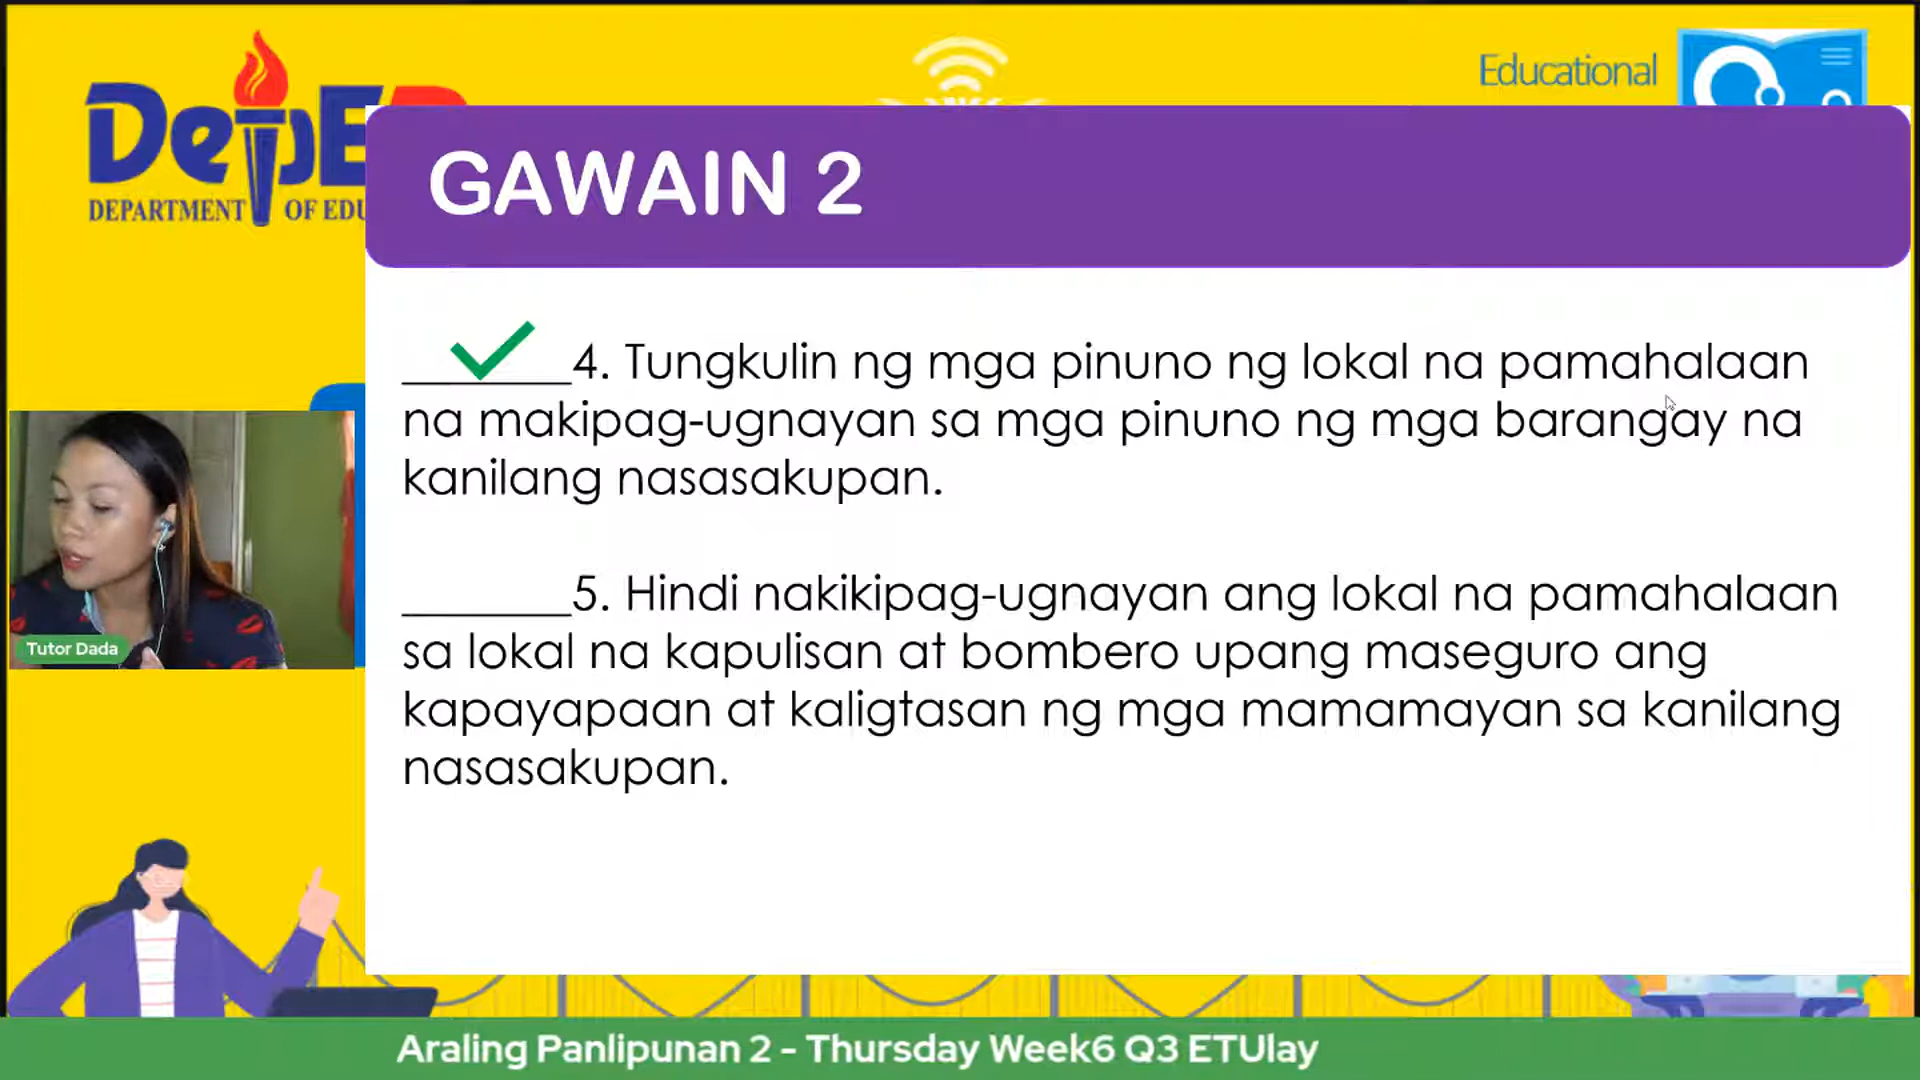 DepE
DEPARTMENT OF EDU
Educational
GAWAIN 2
________4. Tungkulin ng mga pinuno ng lokal na pamahalaan
na makipag-ugnayan sa mga pinuno ng mga barangay na
kanilang nasasakupan.
________5. Hindi nakikipag-ugnayan ang lokal na pamahalaan
sa lokal na kapulisan at bombero upang maseguro ang
kapayapaan at kaligtasan ng mga mamamayan sa kanilang
nasasakupan.
Tutor Dada
Araling Panlipunan 2 - Thursday Week6 Q3 ETUlay